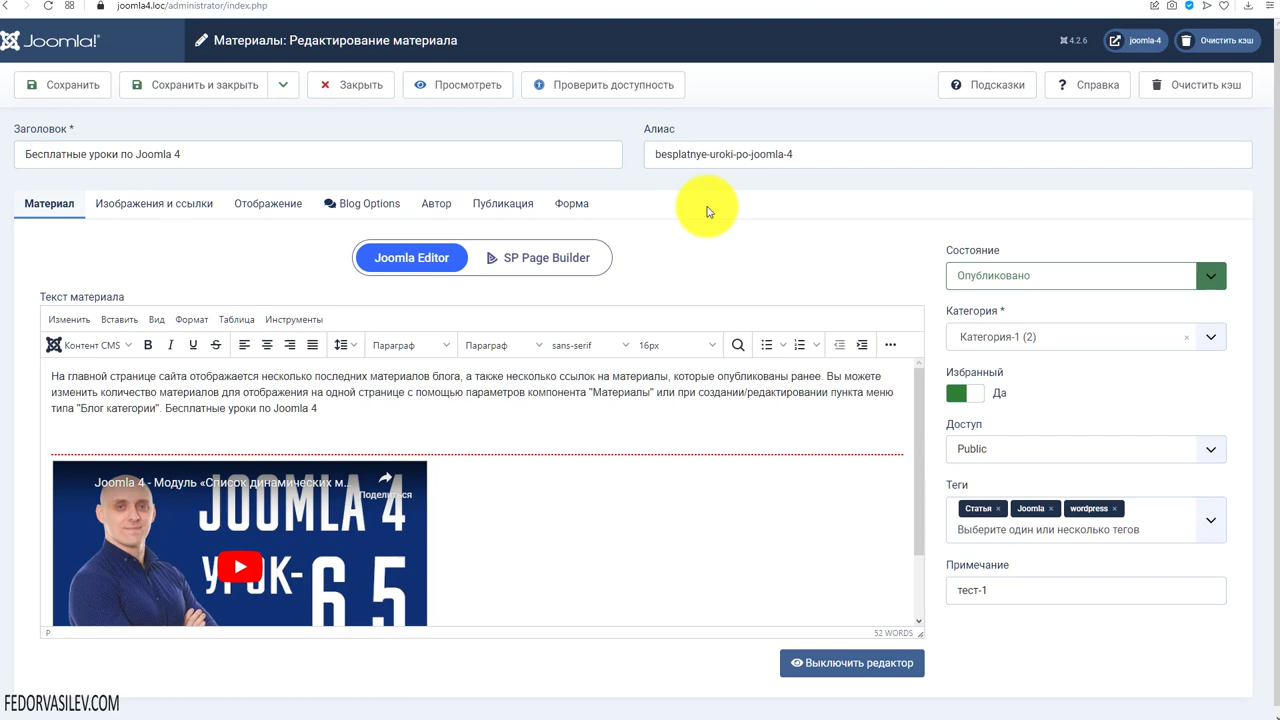 joomla4.loc/administrator/index.php
Joomla!
Материалы: Редактирование материала
4.2.6
joomla-4
Очистить кэш
Сохранить
Сохранить и закрыть
Закрыть
Просмотреть
Проверить доступность
Подсказки
Справка
Очистить кэш
Заголовок *
Алиас
Бесплатные уроки по Joomla 4
besplatnye-uroki-po-joomla-4
Материал
Изображения и ссылки
Отображение
Blog Options
Автор
Публикация
Форма
Joomla Editor
SP Page Builder
Текст материала
Изменить
Вставить
Вид
Формат
Таблица
Инструменты
Контент CMS
B
I
U
S
Параграф
Параграф
sans-serif
16px
На главной странице сайта отображается несколько последних материалов блога, а также несколько ссылок на материалы, которые опубликованы ранее. Вы можете
изменить количество материалов для отображения на одной странице с помощью параметров компонента "Материалы" или при создании/редактировании пункта меню
типа "Блог категории". Бесплатные уроки по Joomla 4
Joomla 4 - Модуль «Список динамических м...
Поделиться
JOOMLA 4
УРОК-
6.5
P
52 WORDS
Выключить редактор
Состояние
Опубликовано
Категория *
Категория-1 (2)
Избранный
Да
Доступ
Public
Теги
Статья ×
Joomla ×
wordpress ×
Выберите один или несколько тегов
Примечание
тест-1
FEDORVASILEV.COM